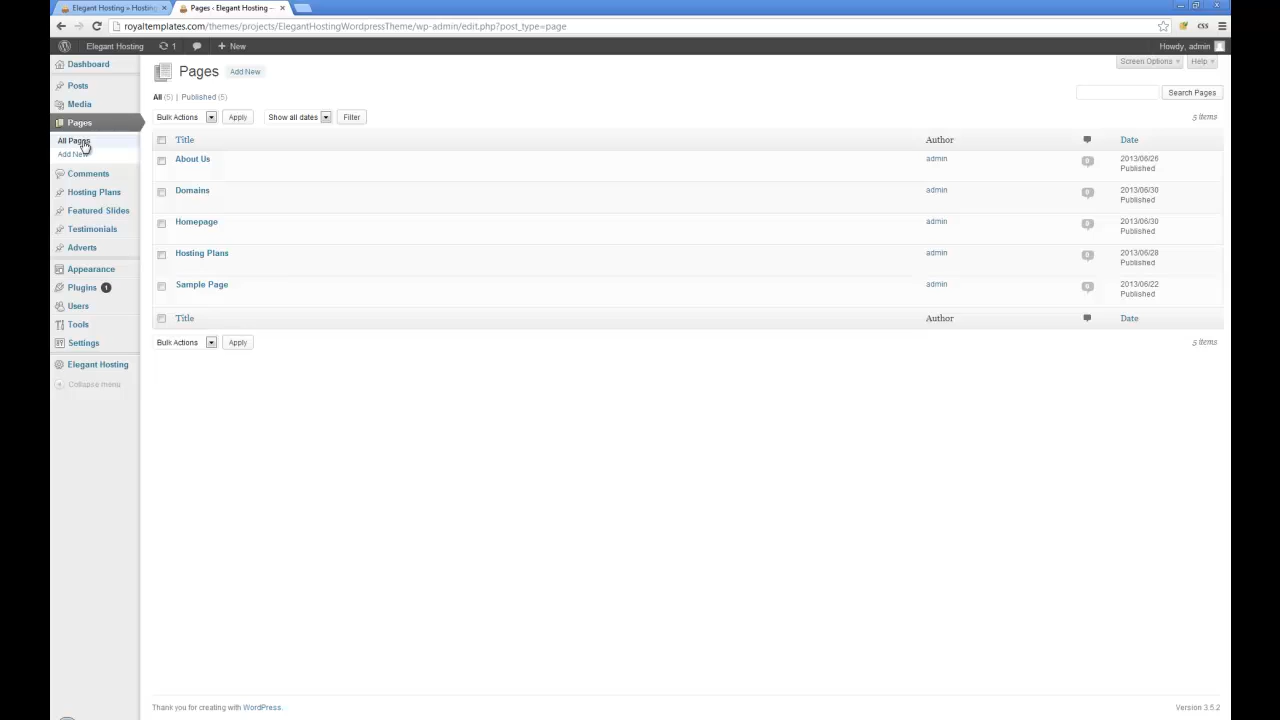 Elegant Hosting » Hosting
Pages ‹ Elegant Hosting —
royaltemplates.com/themes/projects/ElegantHostingWordpressTheme/wp-admin/edit.php?post_type=page
css
Elegant Hosting 1 + New Howdy, admin
Dashboard
Posts
Media
Pages
All Pages
Add New
Comments
Hosting Plans
Featured Slides
Testimonials
Adverts
Appearance
Plugins 1
Users
Tools
Settings
Elegant Hosting
Collapse menu
Screen Options Help
Pages Add New
All (5) | Published (5)
Search Pages
Bulk Actions Apply Show all dates Filter 5 items
Title Author Date
About Us admin 0 2013/06/26
Published
Domains admin 0 2013/06/30
Published
Homepage admin 0 2013/06/30
Published
Hosting Plans admin 0 2013/06/28
Published
Sample Page admin 0 2013/06/22
Published
Title Author Date
Bulk Actions Apply 5 items
Thank you for creating with WordPress. Version 3.5.2